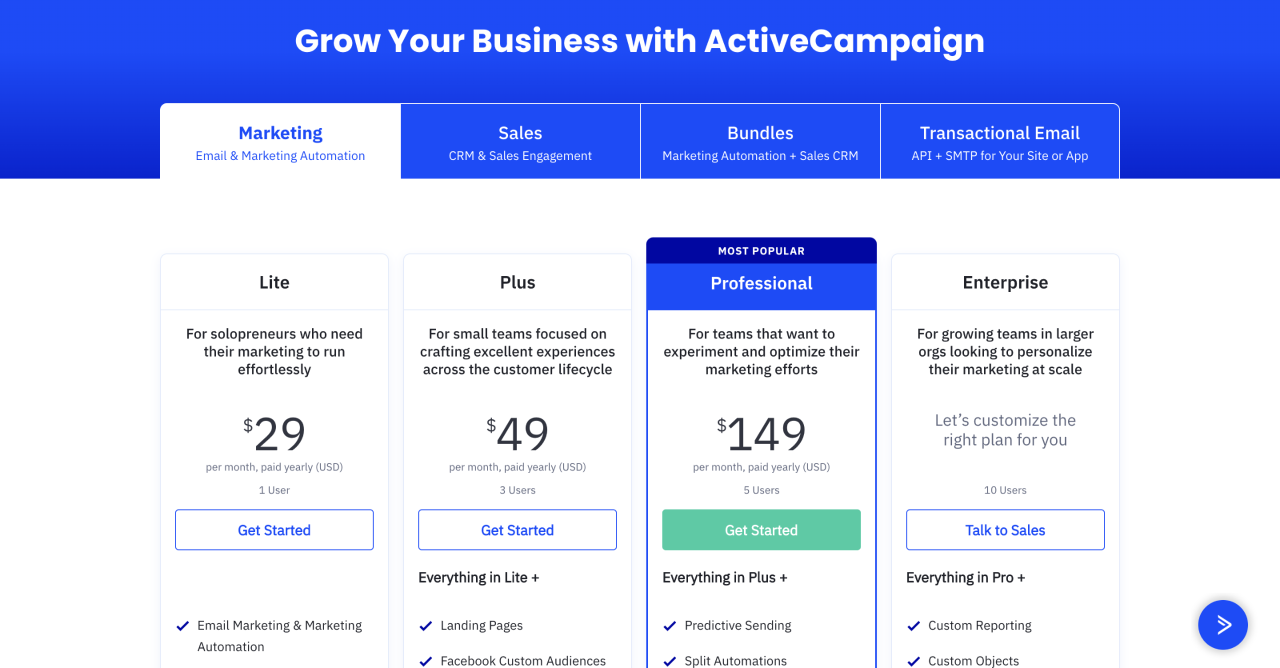 Grow Your Business with ActiveCampaign
Marketing
Email & Marketing Automation
Sales
CRM & Sales Engagement
Bundles
Marketing Automation + Sales CRM
Transactional Email
API + SMTP for Your Site or App
Lite
For solopreneurs who need
their marketing to run
effortlessly
$29
per month, paid yearly (USD)
1 User
Get Started
Email Marketing & Marketing
Automation
Plus
For small teams focused on
crafting excellent experiences
across the customer lifecycle
$49
per month, paid yearly (USD)
3 Users
Get Started
Everything in Lite +
Landing Pages
Facebook Custom Audiences
MOST POPULAR
Professional
For teams that want to
experiment and optimize their
marketing efforts
$149
per month, paid yearly (USD)
5 Users
Get Started
Everything in Plus +
Predictive Sending
Split Automations
Enterprise
For growing teams in larger
orgs looking to personalize
their marketing at scale
Let’s customize the
right plan for you
10 Users
Talk to Sales
Everything in Pro +
Custom Reporting
Custom Objects